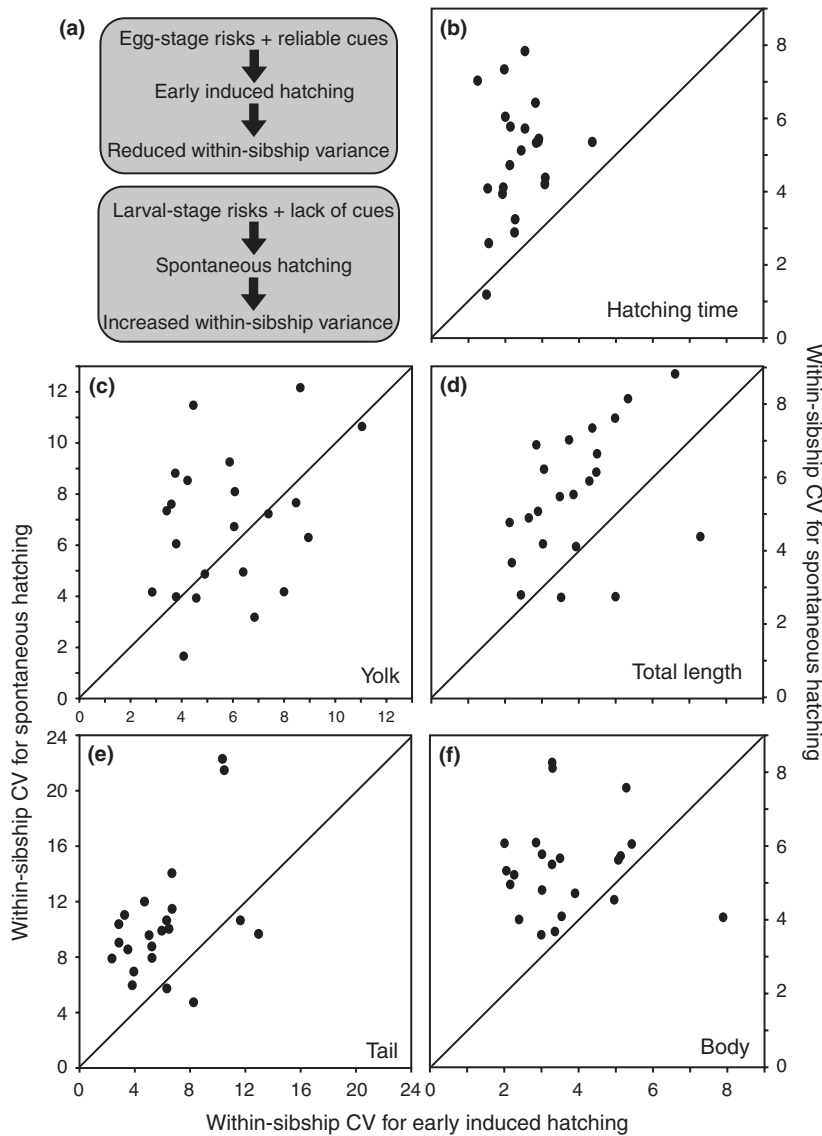 (a)
Egg-stage risks + reliable cues
Early induced hatching
Reduced within-sibship variance
Larval-stage risks + lack of cues
Spontaneous hatching
Increased within-sibship variance
(b)
8
6
4
2
0
Hatching time
(c)
12
10
8
6
4
2
0
0 2 4 6 8 10 12
Yolk
(d)
8
6
4
2
0
Total length
(e)
24
20
16
12
8
4
0
0 4 8 12 16 20 24
Tail
(f)
8
6
4
2
0
0 2 4 6 8
Body
Within-sibship CV for spontaneous hatching
Within-sibship CV for spontaneous hatching
Within-sibship CV for early induced hatching